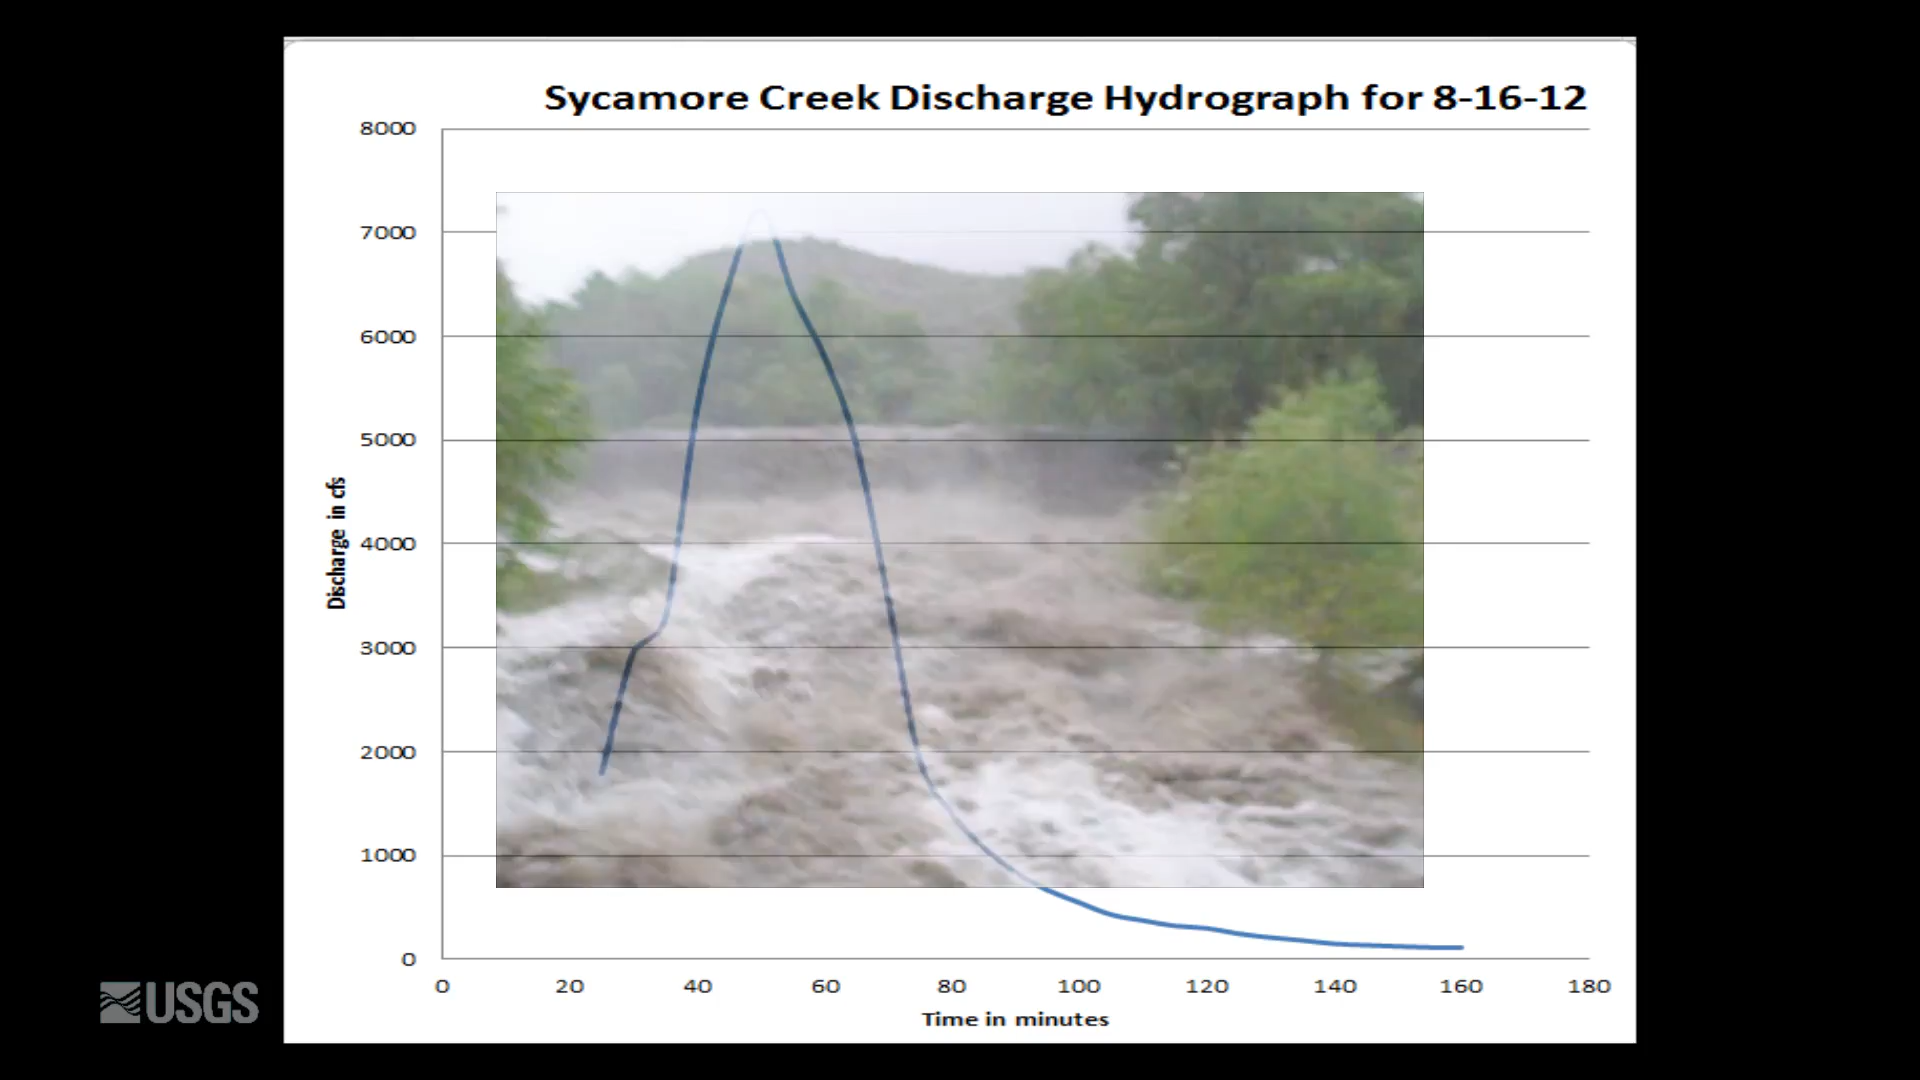 Sycamore Creek Discharge Hydrograph for 8-16-12
8000
7000
6000
5000
4000
3000
2000
1000
0
Discharge in cfs
0 20 40 60 80 100 120 140 160 180
Time in minutes
USGS